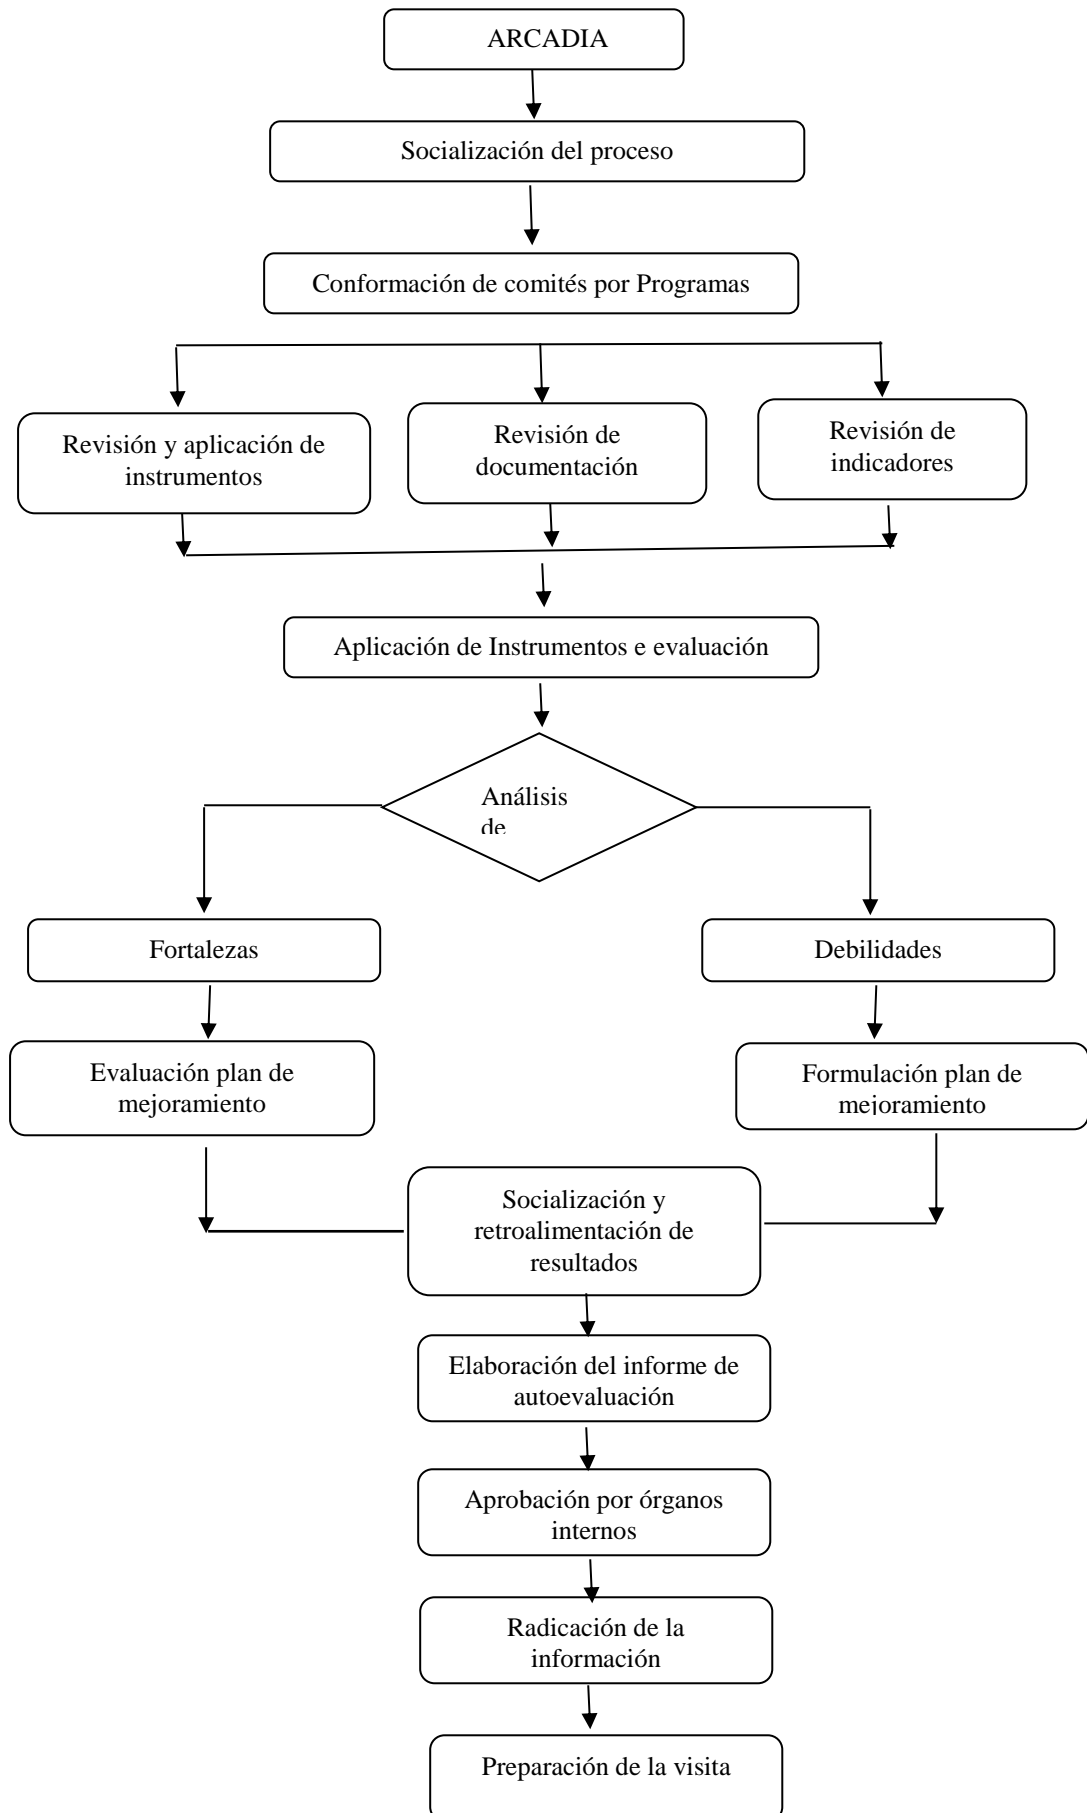 ARCADIA
Socialización del proceso
Conformación de comités por Programas
Revisión y aplicación de
instrumentos
Revisión de
documentación
Revisión de
indicadores
Aplicación de Instrumentos e evaluación
Análisis
de
Fortalezas
Debilidades
Evaluación plan de
mejoramiento
Formulación plan de
mejoramiento
Socialización y
retroalimentación de
resultados
Elaboración del informe de
autoevaluación
Aprobación por órganos
internos
Radicación de la
información
Preparación de la visita